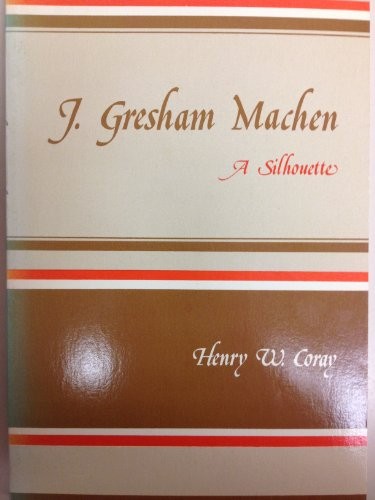 J. Gresham Machen
A Silhouette
Henry W. Coray